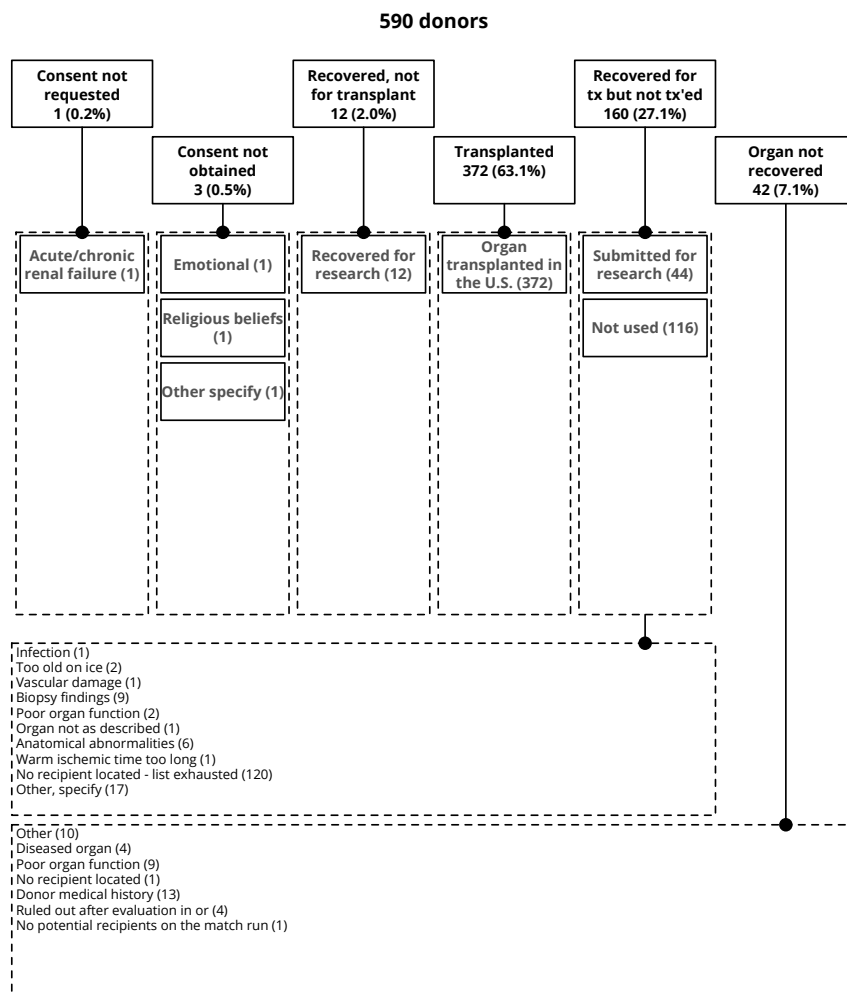 590 donors
Consent not
requested
1 (0.2%)
Recovered, not
for transplant
12 (2.0%)
Recovered for
tx but not tx'ed
160 (27.1%)
Consent not
obtained
3 (0.5%)
Transplanted
372 (63.1%)
Organ not
recovered
42 (7.1%)
Acute/chronic
renal failure (1)
Emotional (1)
Religious beliefs
(1)
Other specify (1)
Recovered for
research (12)
Organ
transplanted in
the U.S. (372)
Submitted for
research (44)
Not used (116)
Infection (1)
Too old on ice (2)
Vascular damage (1)
Biopsy findings (9)
Poor organ function (2)
Organ not as described (1)
Anatomical abnormalities (6)
Warm ischemic time too long (1)
No recipient located - list exhausted (120)
Other, specify (17)
Other (10)
Diseased organ (4)
Poor organ function (9)
No recipient located (1)
Donor medical history (13)
Ruled out after evaluation in or (4)
No potential recipients on the match run (1)